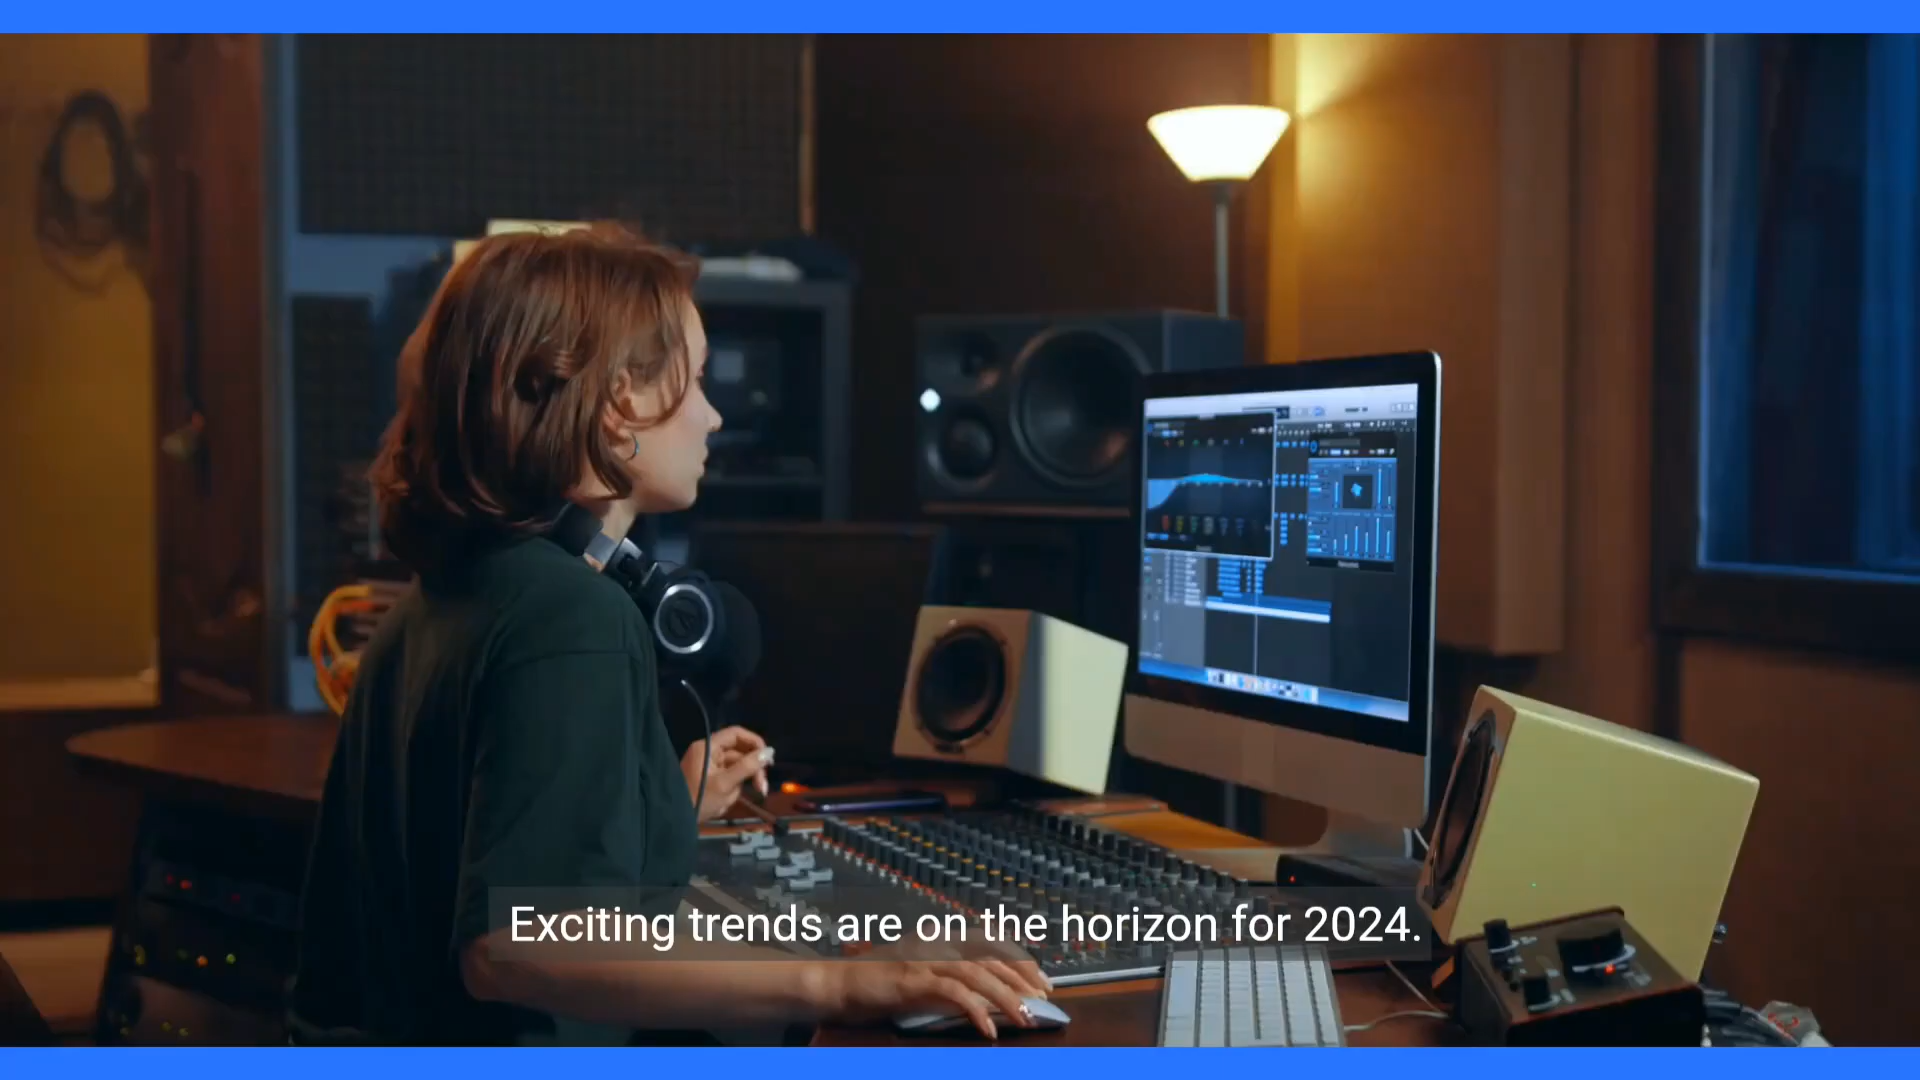 Exciting trends are on the horizon for 2024.